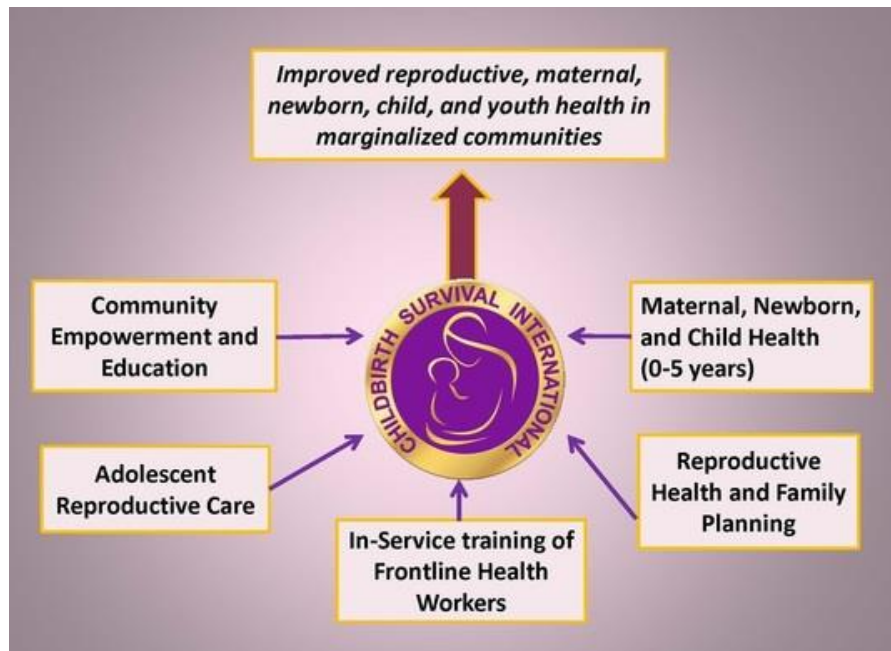 Improved reproductive, maternal,
newborn, child, and youth health in
marginalized communities
CHILDBIRTH SURVIVAL INTERNATIONAL
Community
Empowerment and
Education
Maternal, Newborn,
and Child Health
(0-5 years)
Adolescent
Reproductive Care
Reproductive
Health and Family
Planning
In-Service training of
Frontline Health
Workers